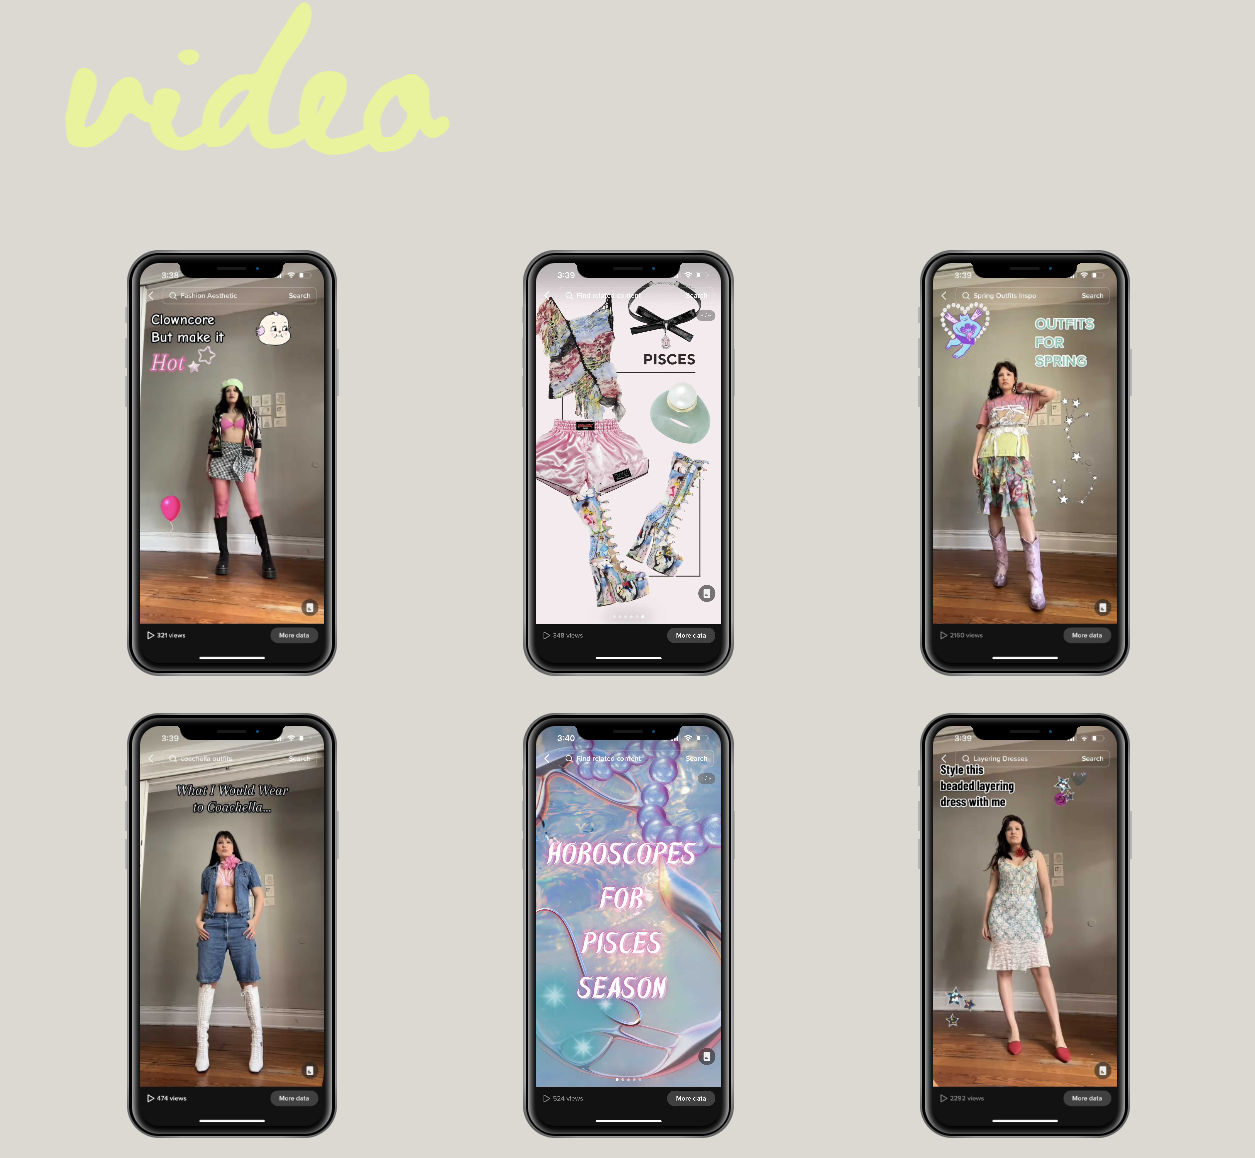 video
3:38
Fashion Aesthetic
Search
Clowncore
But make it
Hot
321 views
More data
3:39
Find related content
Search
PISCES
348 views
More data
3:39
Spring Outfits Inspo
Search
OUTFITS
FOR
SPRING
2160 views
More data
3:39
coachella outfits
Search
What I Would Wear
to Coachella...
474 views
More data
3:40
Find related content
Search
HOROSCOPES
FOR
PISCES
SEASON
524 views
More data
3:39
Layering Dresses
Search
Style this
beaded layering
dress with me
2292 views
More data